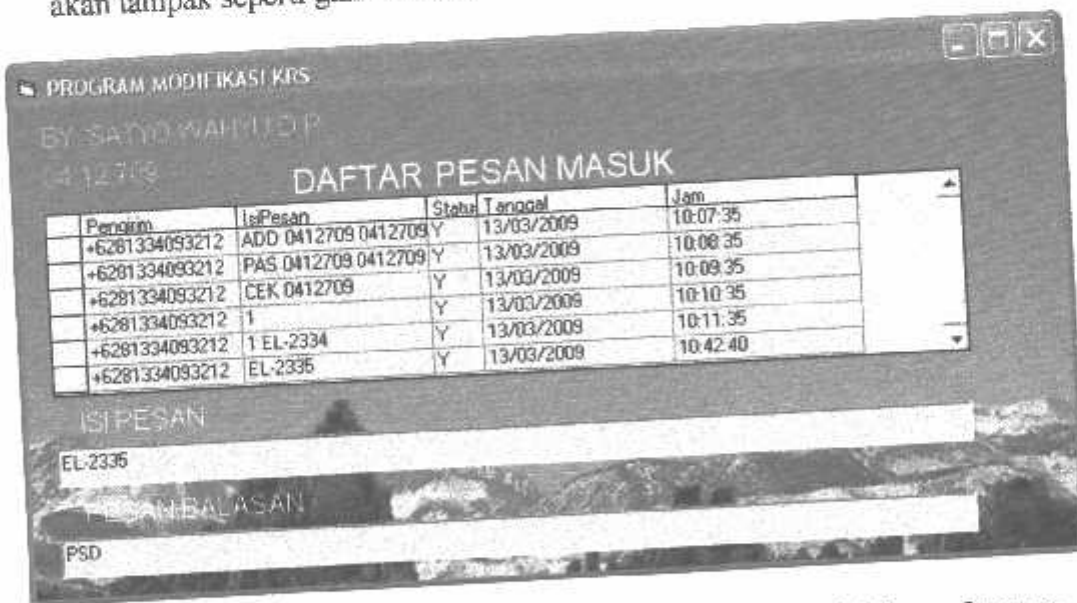 akan tampak seperti
PROGRAM MODIFIKASI KRS
BY SATYO WAHYU D P
DAFTAR PESAN MASUK
Pengirim IsiPesan Status Tanggal Jam
+6281334093212 ADD 0412709 0412709 Y 13/03/2009 10:07:35
+6281334093212 PAS 0412709 0412709 Y 13/03/2009 10:08:35
+6281334093212 CEK 0412709 Y 13/03/2009 10:09:35
+6281334093212 1 Y 13/03/2009 10:10:35
+6281334093212 1 EL-2334 Y 13/03/2009 10:11:35
+6281334093212 EL-2335 Y 13/03/2009 10:42:40
ISI PESAN
EL-2335
PESAN BALASAN
PSD